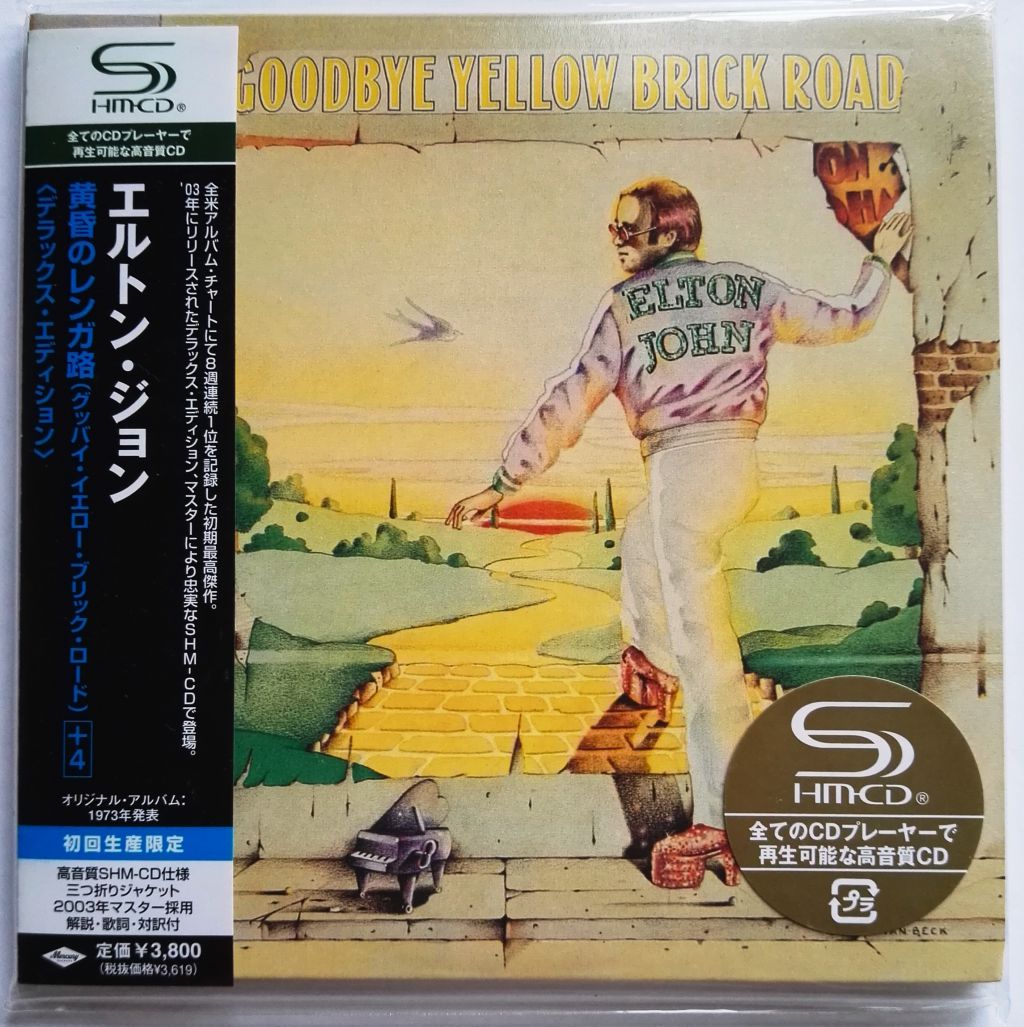 SHM-CD®
全てのCDプレーヤーで
再生可能な高音質CD
全米アルバム・チャートにて8週連続1位を記録した初期最高傑作。
'03年にリリースされたデラックス・エディション、マスターにより忠実なSHM-CDで登場。
エルトン・ジョン
黄昏のレンガ路(グッバイ・イエロー・ブリック・ロード)+4
〈デラックス・エディション〉
オリジナル・アルバム:
1973年発表
初回生産限定
高音質SHM-CD仕様
三つ折りジャケット
2003年マスター採用
解説・歌詞・対訳付
Mercury
定価¥3,800
(税抜価格¥3,619)
GOODBYE YELLOW BRICK ROAD
ELTON
JOHN
SHM-CD®
全てのCDプレーヤーで
再生可能な高音質CD
プラ
BECK